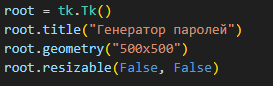 root = tk.Tk()
root.title("Генератор паролей")
root.geometry("500x500")
root.resizable(False, False)